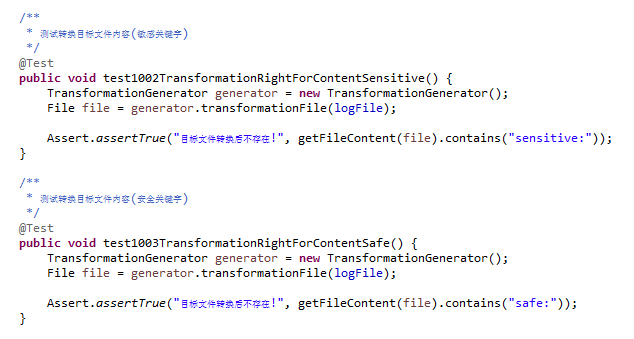 /**
 * 测试转换目标文件内容(敏感关键字)
 */
@Test
public void test1002TransformationRightForContentSensitive() {
    TransformationGenerator generator = new TransformationGenerator();
    File file = generator.transformationFile(logFile);
    Assert.assertTrue("目标文件转换后不存在!", getFileContent(file).contains("sensitive:"));
}
/**
 * 测试转换目标文件内容(安全关键字)
 */
@Test
public void test1003TransformationRightForContentSafe() {
    TransformationGenerator generator = new TransformationGenerator();
    File file = generator.transformationFile(logFile);
    Assert.assertTrue("目标文件转换后不存在!", getFileContent(file).contains("safe:"));
}